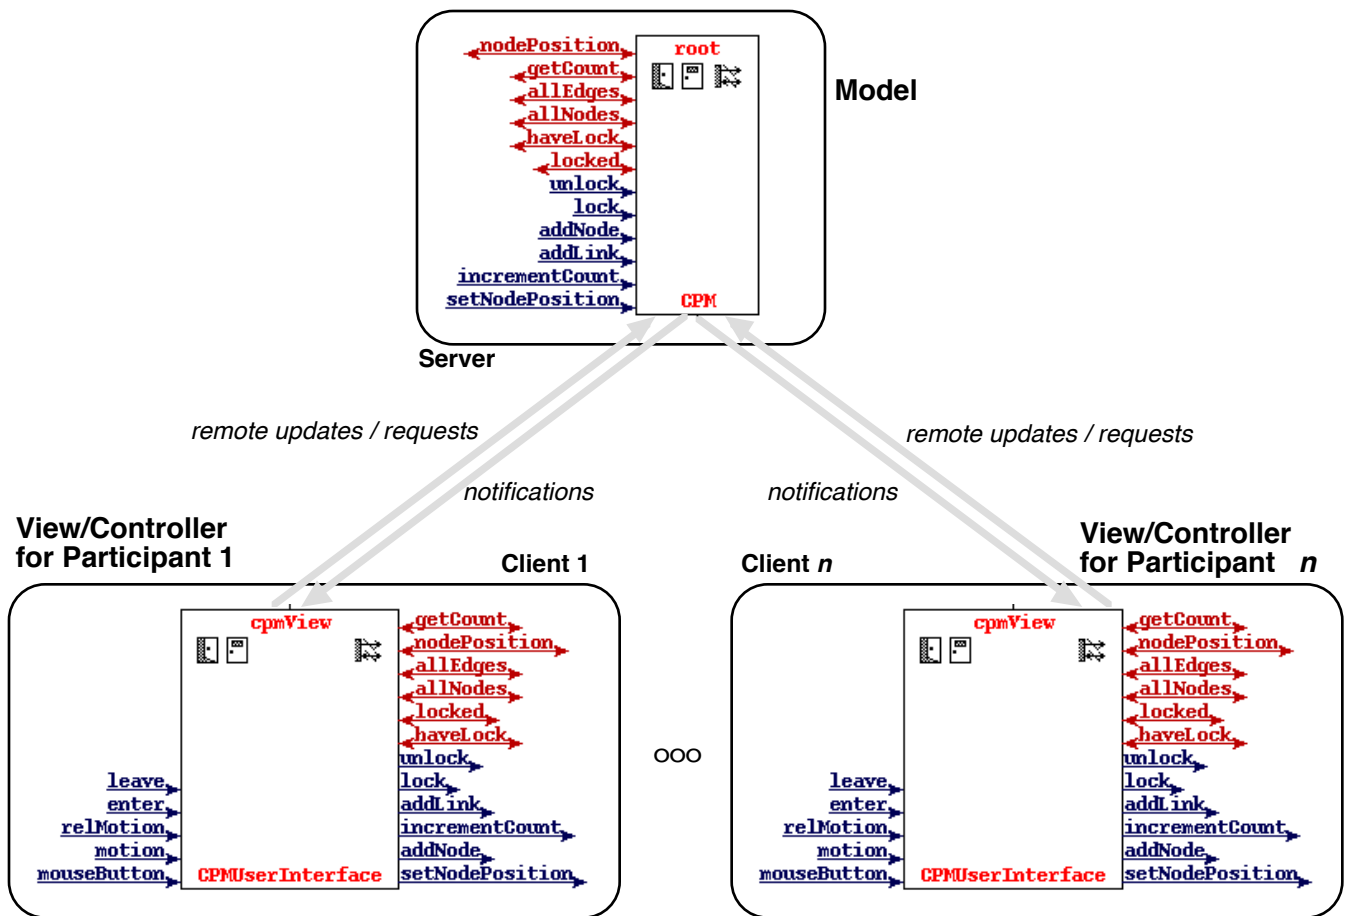 nodePosition
root
getCount
allEdges
Model
allNodes
haveLock
locked
unlock
lock
addNode
addLink
incrementCount
setNodePosition
CPM
Server
remote updates / requests
remote updates / requests
notifications
notifications
View/Controller
for Participant 1
Client 1
Client n
View/Controller
for Participant n
cpmView
getCount
nodePosition
allEdges
allNodes
locked
haveLock
unlock
leave
lock
enter
addLink
relMotion
incrementCount
motion
addNode
mouseButton
CPMUserInterface
setNodePosition
ooo
cpmView
getCount
nodePosition
allEdges
allNodes
locked
haveLock
unlock
leave
lock
enter
addLink
relMotion
incrementCount
motion
addNode
mouseButton
CPMUserInterface
setNodePosition